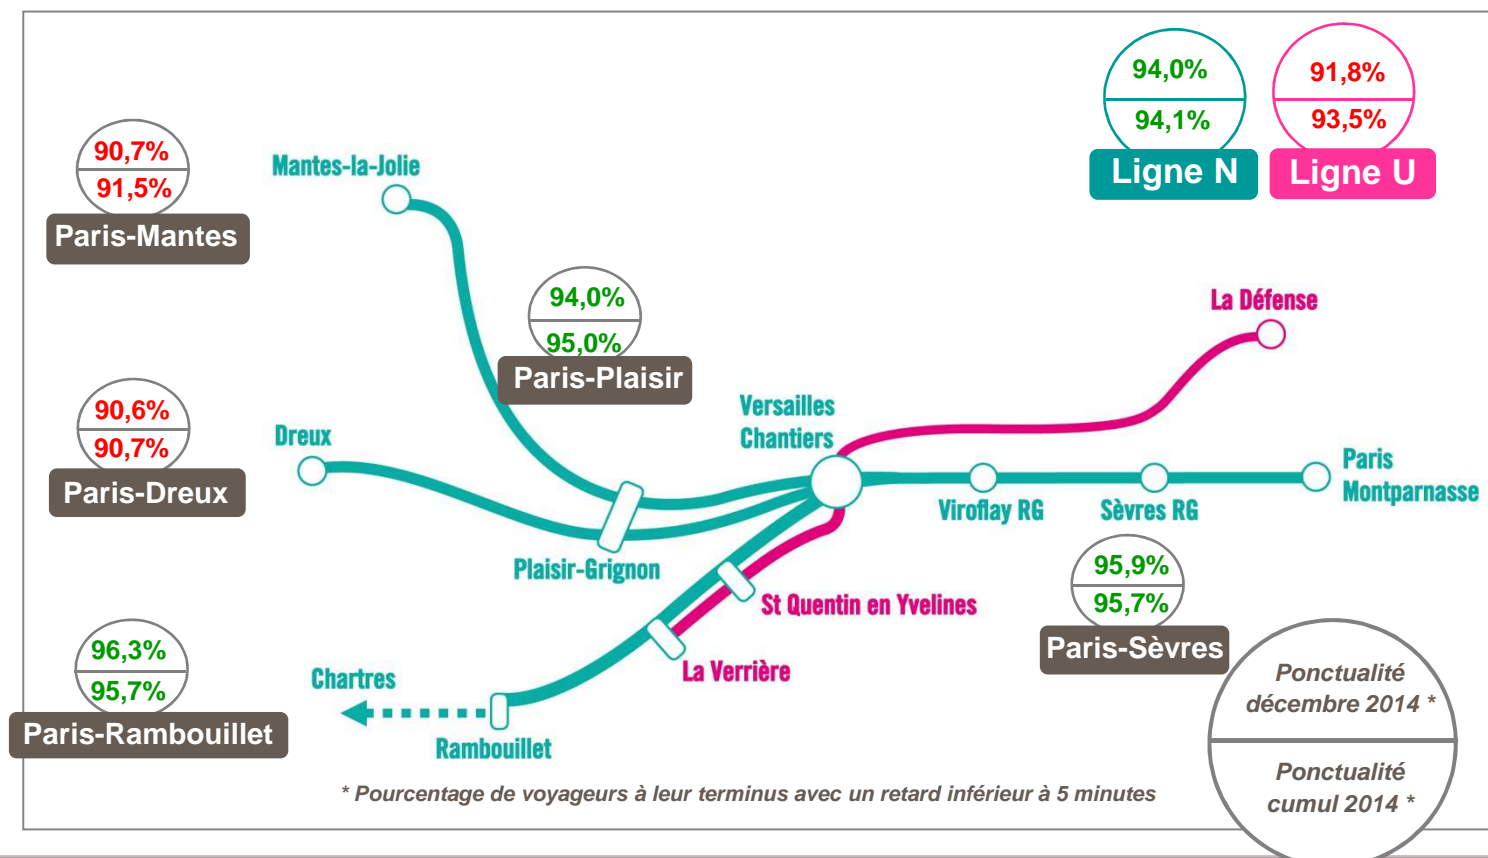 94,0%
94,1%
Ligne N
91,8%
93,5%
Ligne U
90,7%
91,5%
Paris-Mantes
Mantes-la-Jolie
94,0%
95,0%
Paris-Plaisir
La Défense
90,6%
90,7%
Paris-Dreux
Dreux
Versailles
Chantiers
Paris
Montparnasse
Viroflay RG
Sèvres RG
Plaisir-Grignon
St Quentin en Yvelines
95,9%
95,7%
Paris-Sèvres
96,3%
95,7%
Paris-Rambouillet
Chartres
La Verrière
Rambouillet
Ponctualité
décembre 2014 *
Ponctualité
cumul 2014 *
* Pourcentage de voyageurs à leur terminus avec un retard inférieur à 5 minutes